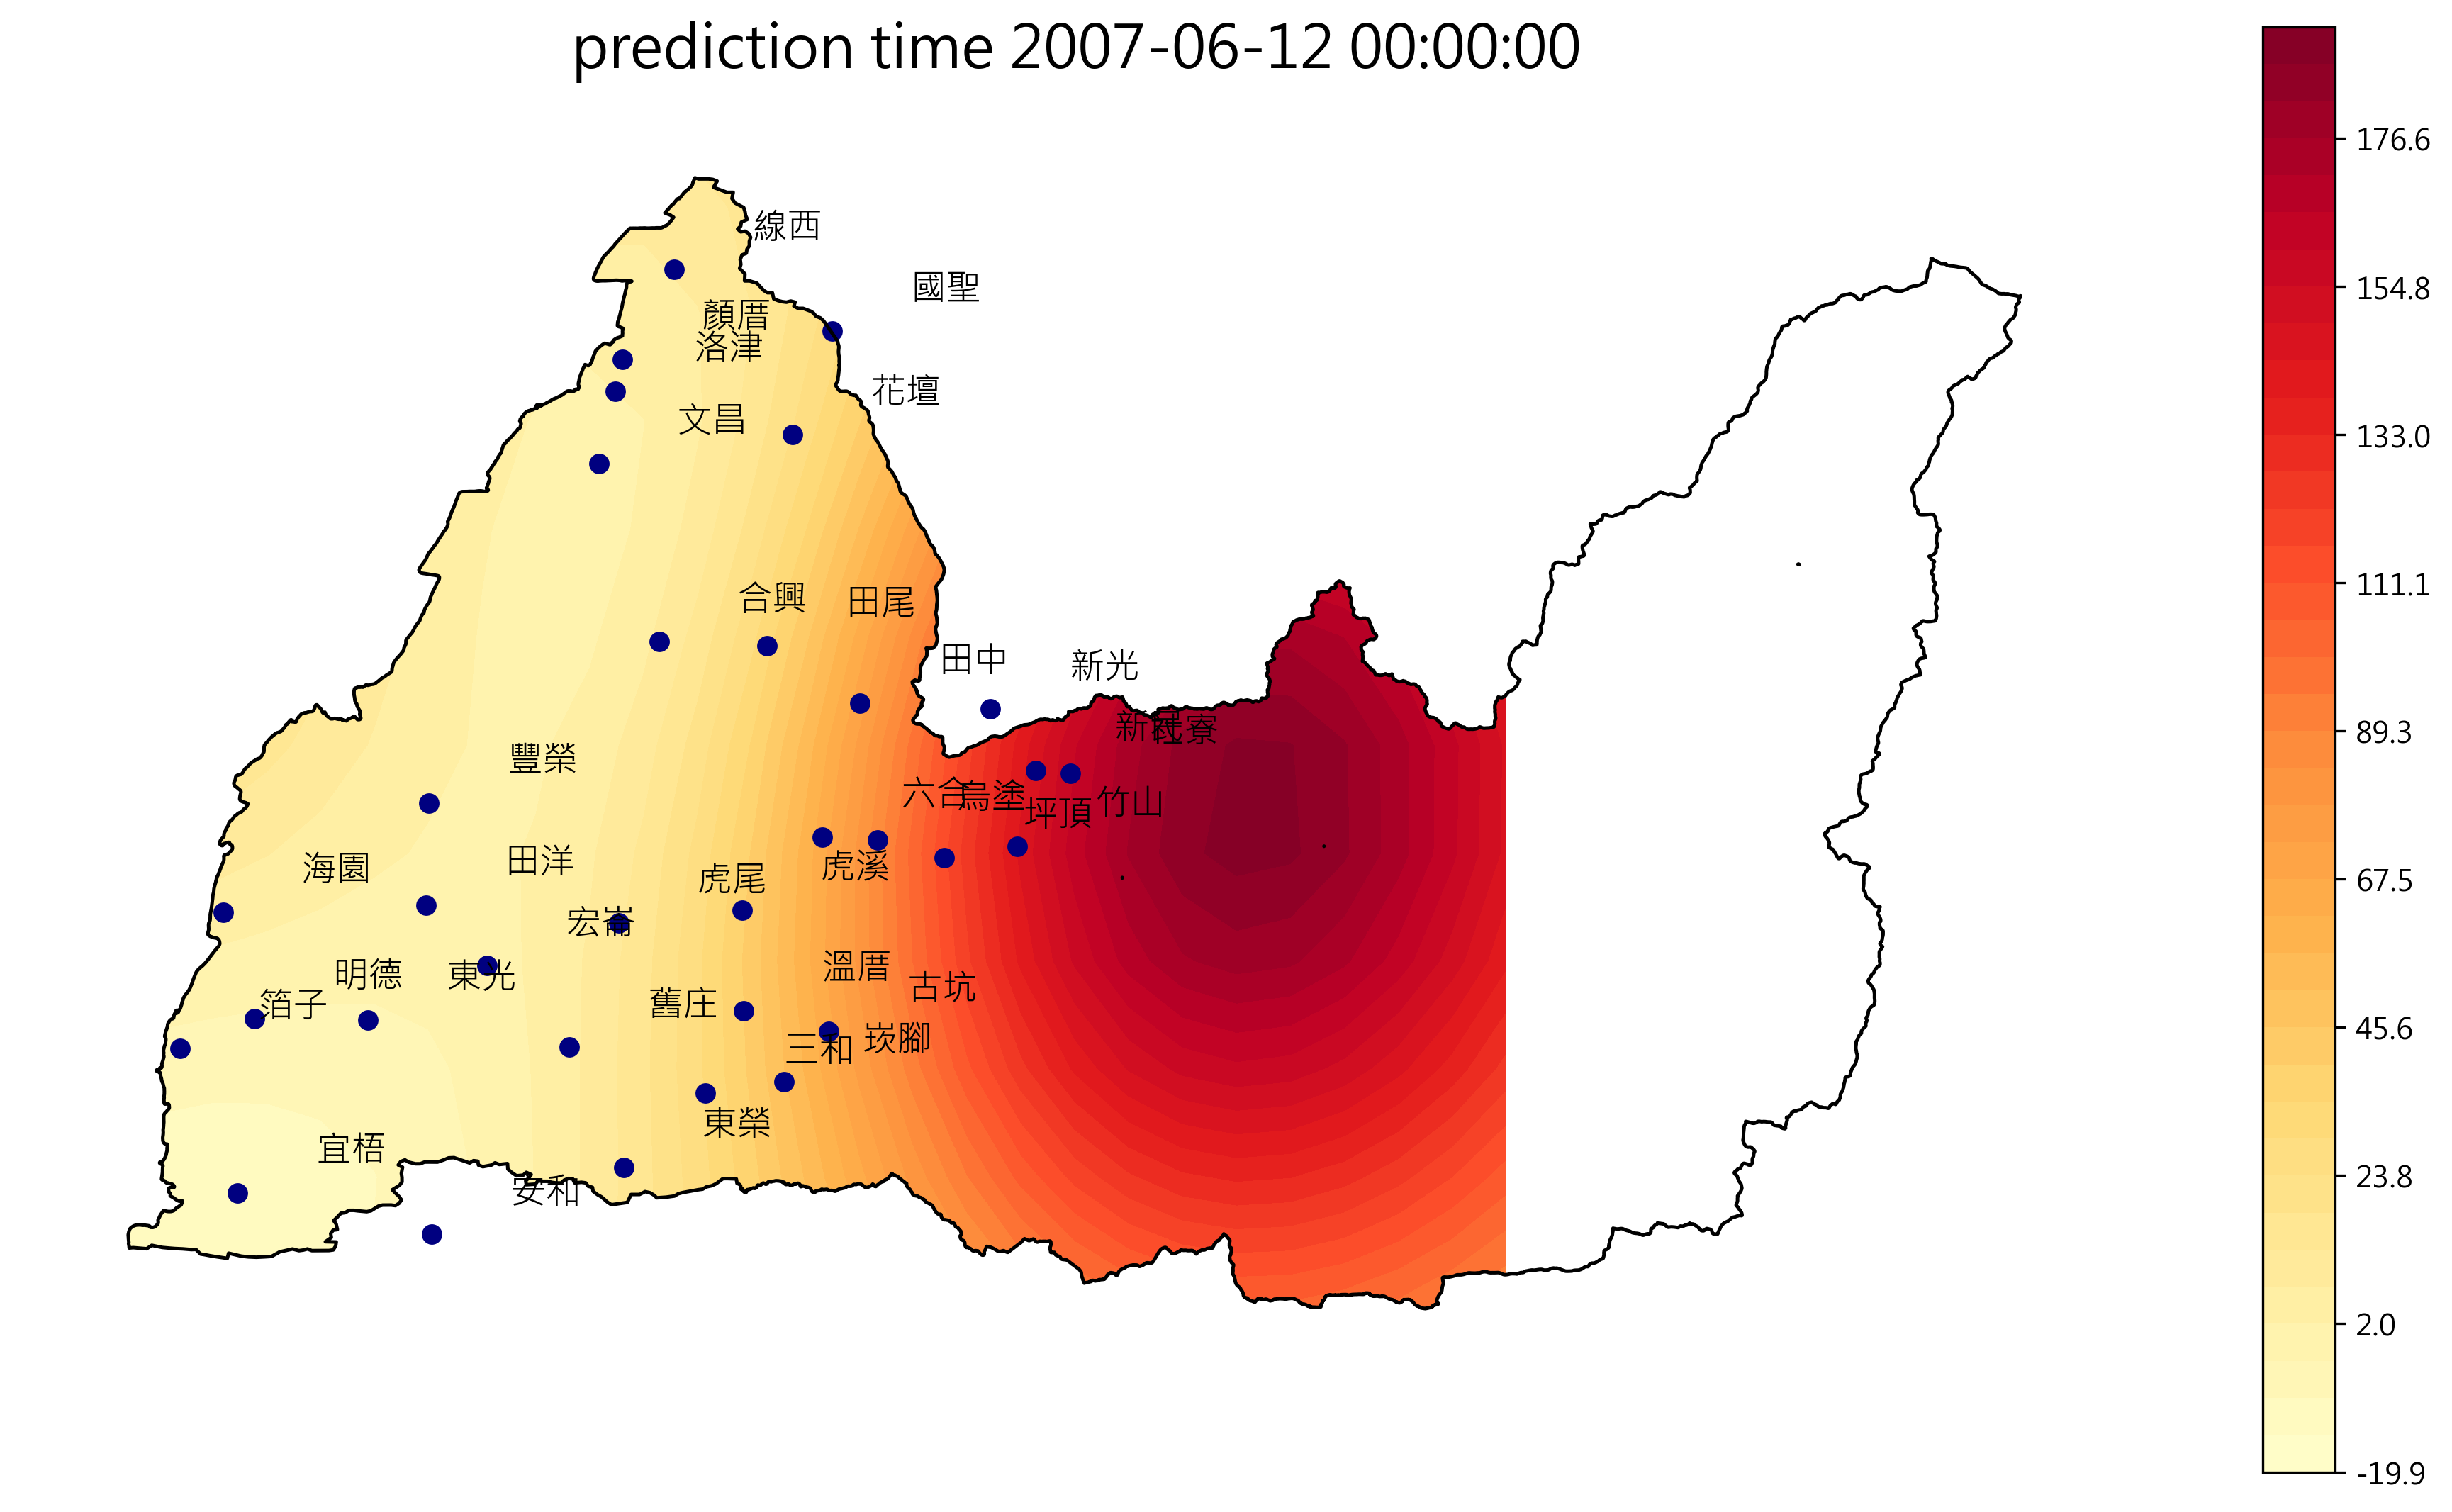 prediction time 2007-06-12 00:00:00
線西
國聖
顏厝
洛津
花壇
文昌
合興
田尾
田中
新光
新民
社寮
豐榮
六合
烏塗
坪頂
竹山
海園
田洋
虎尾
虎溪
宏崙
明德
東光
溫厝
古坑
箔子
舊庄
三和
崁腳
東榮
宜梧
安和
176.6
154.8
133.0
111.1
89.3
67.5
45.6
23.8
2.0
-19.9